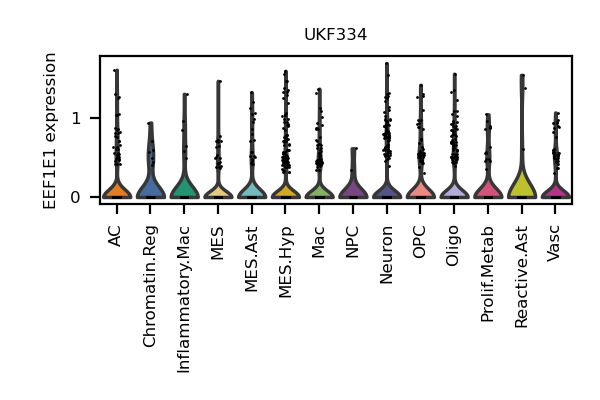 UKF334
EEF1E1 expression
1
0
AC
Chromatin.Reg
Inflammatory.Mac
MES
MES.Ast
MES.Hyp
Mac
NPC
Neuron
OPC
Oligo
Prolif.Metab
Reactive.Ast
Vasc